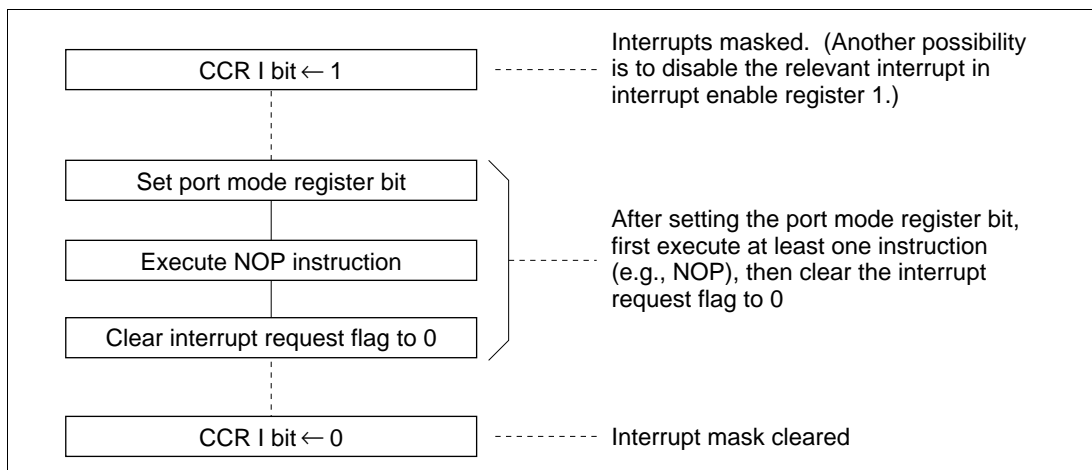 CCR I bit ← 1
Interrupts masked. (Another possibility
is to disable the relevant interrupt in
interrupt enable register 1.)
Set port mode register bit
Execute NOP instruction
Clear interrupt request flag to 0
After setting the port mode register bit,
first execute at least one instruction
(e.g., NOP), then clear the interrupt
request flag to 0
CCR I bit ← 0
Interrupt mask cleared